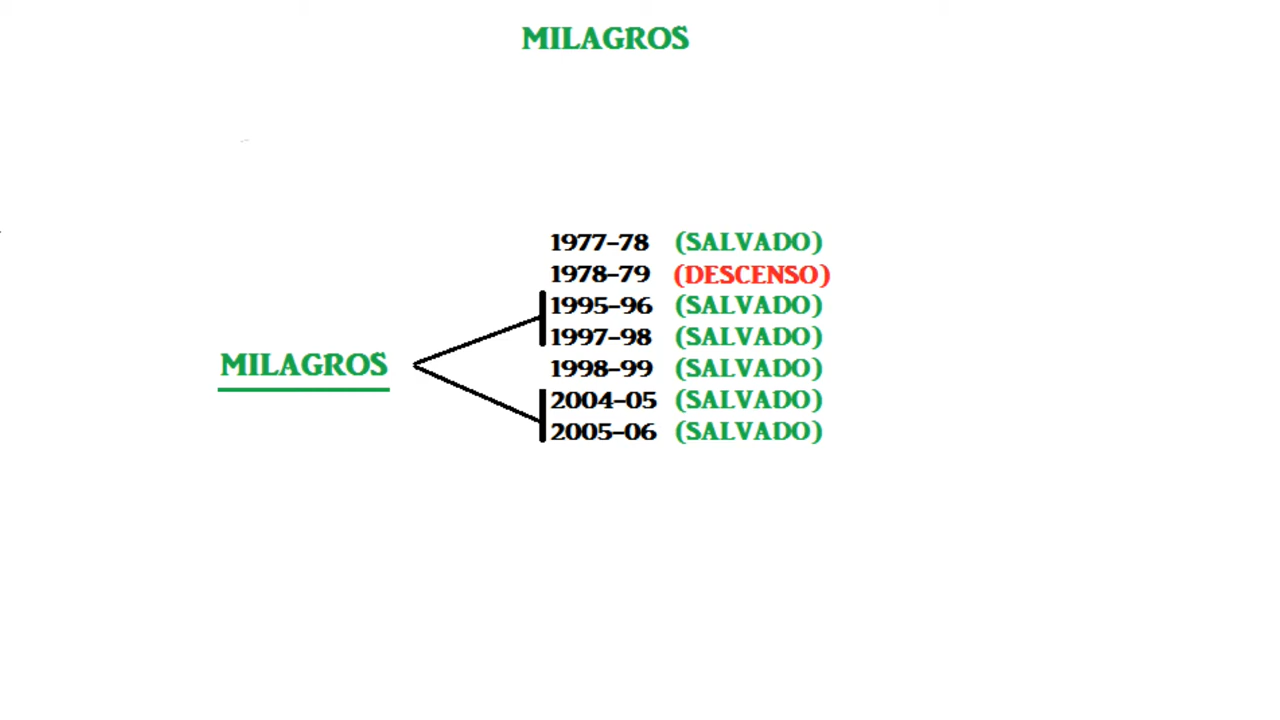 MILAGROS
1977-78 (SALVADO)
1978-79 (DESCENSO)
1995-96 (SALVADO)
1997-98 (SALVADO)
MILAGROS
1998-99 (SALVADO)
2004-05 (SALVADO)
2005-06 (SALVADO)